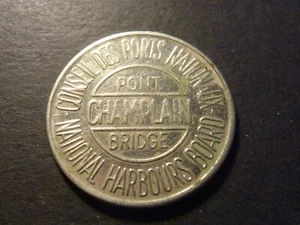 CONSEIL DES PORTS NATIONAUX
PONT
CHAMPLAIN
BRIDGE
NATIONAL HARBOURS BOARD